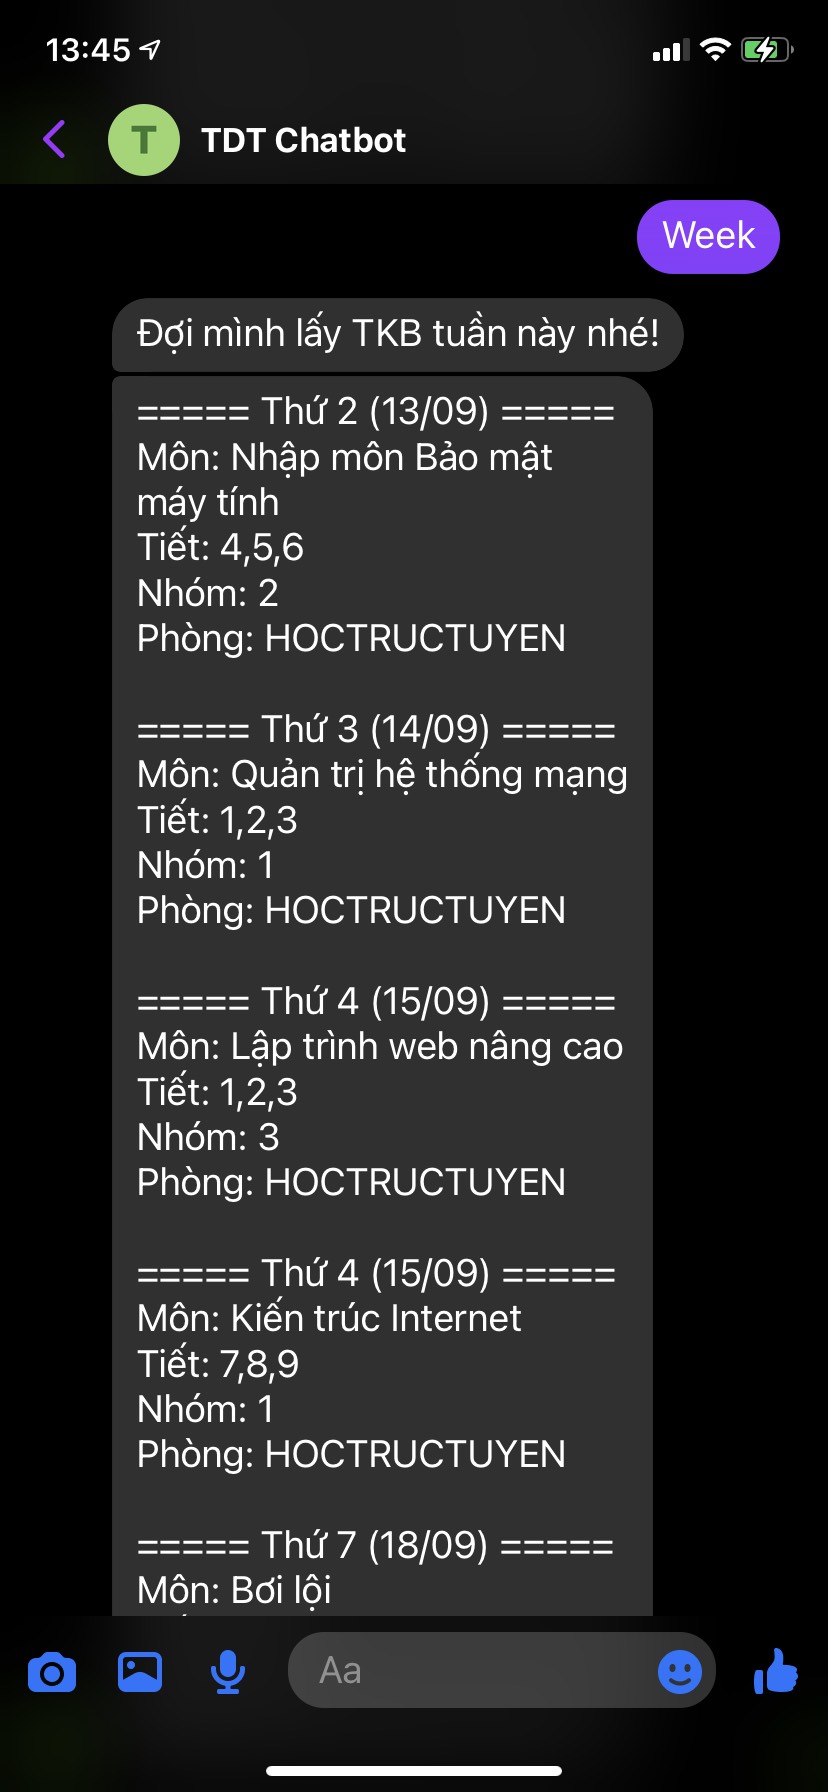 13:45
T
TDT Chatbot
Week
Đợi mình lấy TKB tuần này nhé!
===== Thứ 2 (13/09) =====
Môn: Nhập môn Bảo mật
máy tính
Tiết: 4,5,6
Nhóm: 2
Phòng: HOCTRUCTUYEN
===== Thứ 3 (14/09) =====
Môn: Quản trị hệ thống mạng
Tiết: 1,2,3
Nhóm: 1
Phòng: HOCTRUCTUYEN
===== Thứ 4 (15/09) =====
Môn: Lập trình web nâng cao
Tiết: 1,2,3
Nhóm: 3
Phòng: HOCTRUCTUYEN
===== Thứ 4 (15/09) =====
Môn: Kiến trúc Internet
Tiết: 7,8,9
Nhóm: 1
Phòng: HOCTRUCTUYEN
===== Thứ 7 (18/09) =====
Môn: Bơi lội
Aa